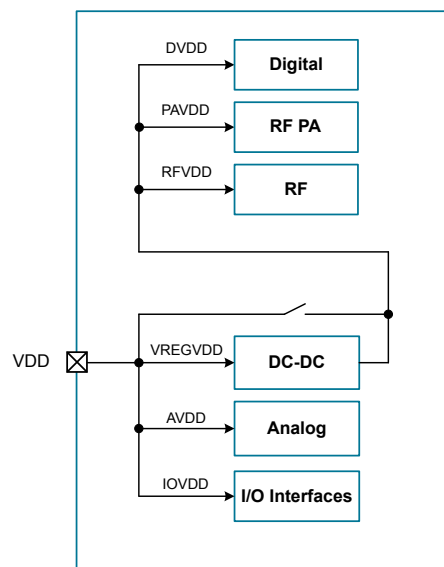 DVDD
Digital
PAVDD
RF PA
RFVDD
RF
VDD
VREGVDD
DC-DC
AVDD
Analog
IOVDD
I/O Interfaces